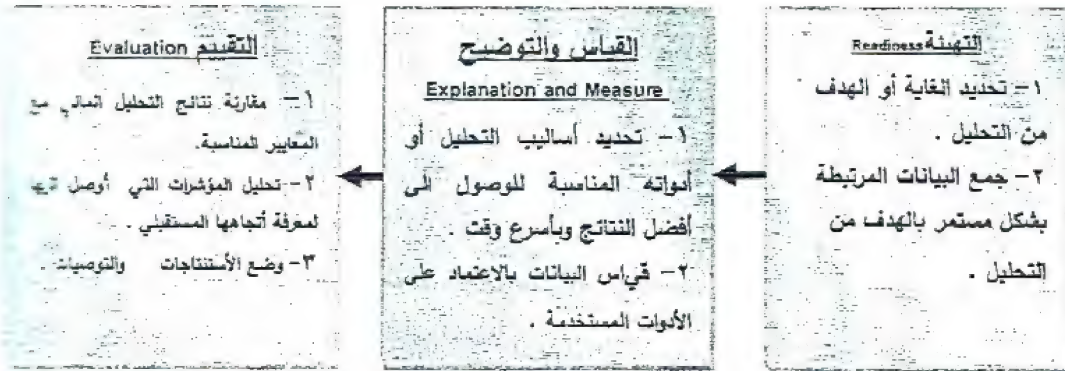 التهيئة Readiness
١- تحديد الغاية أو الهدف
من التحليل .
٢- جمع البيانات المرتبطة
بشكل مستمر بالهدف من
التحليل .
القياس والتوضيح
Explanation and Measure
١- تحديد أساليب التحليل أو
أدواته المناسبة للوصول الى
أفضل النتائج وبأسرع وقت .
٢- قياس البيانات بالاعتماد على
الأدوات المستخدمة .
التقييم Evaluation
١- مقارنة نتائج التحليل المالي مع
المعايير المناسبة.
٢- تحليل المؤشرات التي أوصل اليها
لمعرفة أتجاهها المستقبلي .
٣- وضع الأستنتاجات والتوصيات .